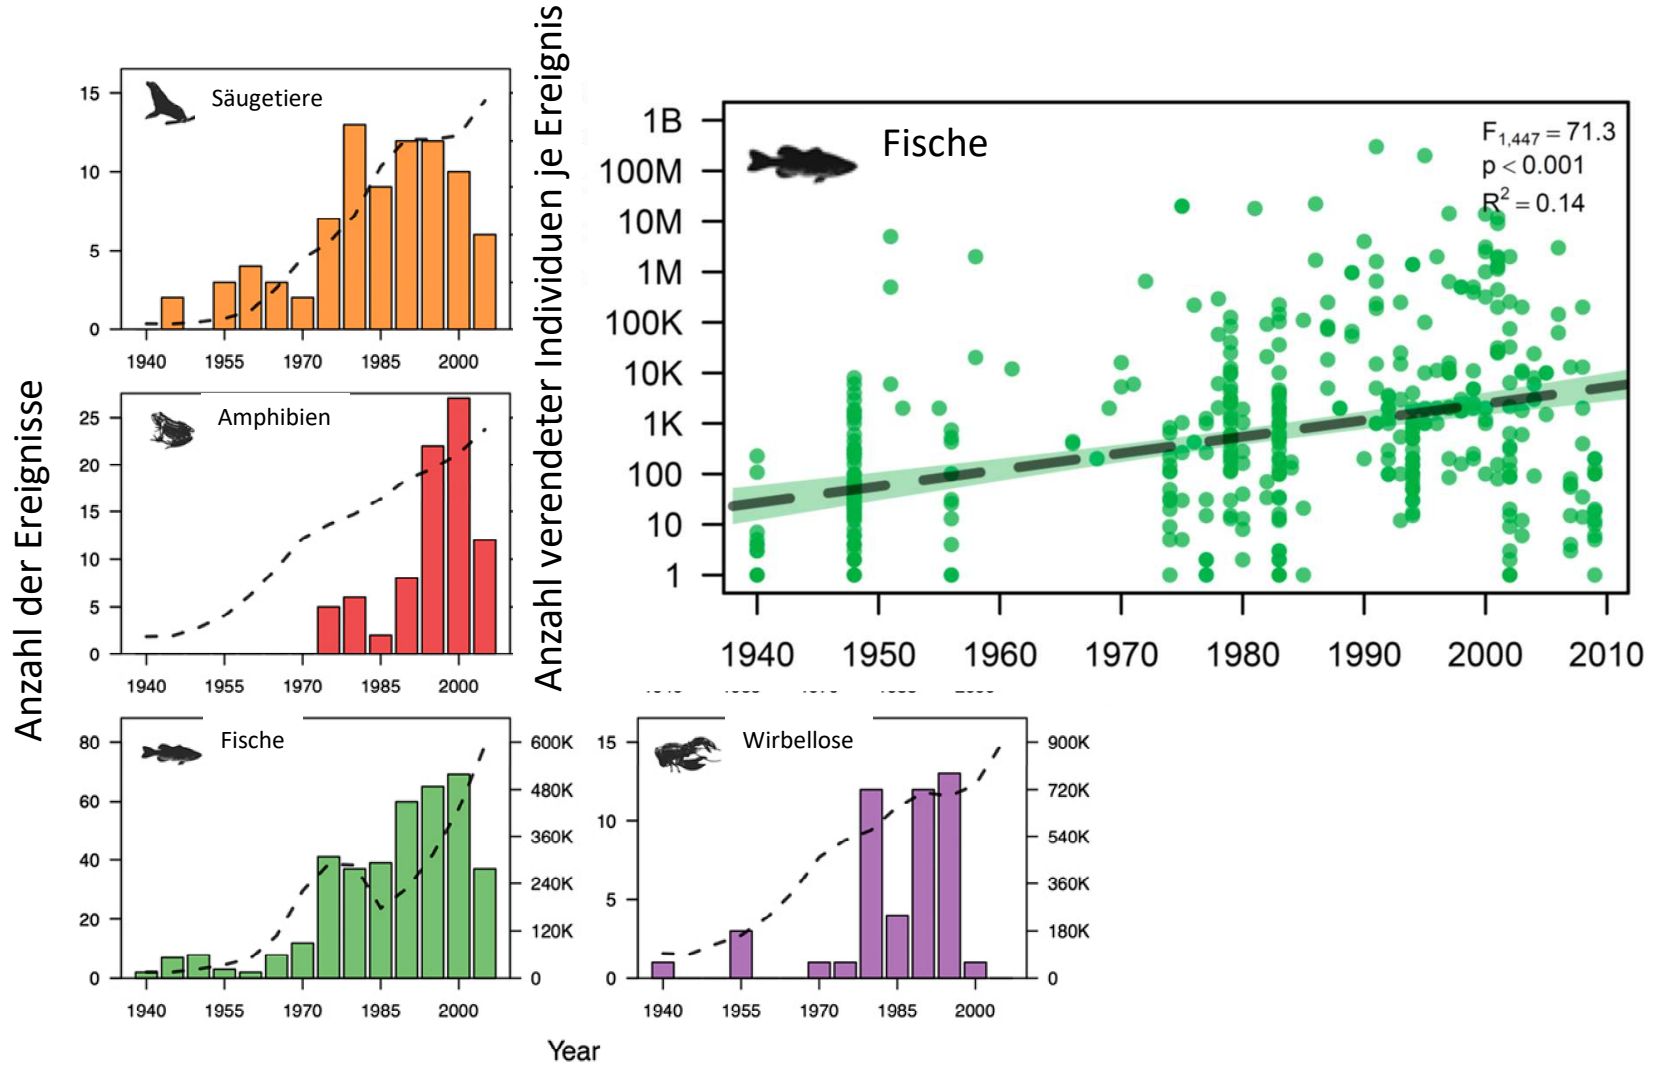 Anzahl der Ereignisse
Säugetiere
15
10
5
0
1940 1955 1970 1985 2000
Amphibien
25
20
15
10
5
0
1940 1955 1970 1985 2000
Fische
80
60
40
20
0
600K
480K
360K
240K
120K
0
1940 1955 1970 1985 2000
Anzahl verendeter Individuen je Ereignis
Fische
F1,447 = 71.3
p < 0.001
R² = 0.14
1B
100M
10M
1M
100K
10K
1K
100
10
1
1940 1950 1960 1970 1980 1990 2000 2010
Wirbellose
15
10
5
0
900K
720K
540K
360K
180K
0
1940 1955 1970 1985 2000
Year